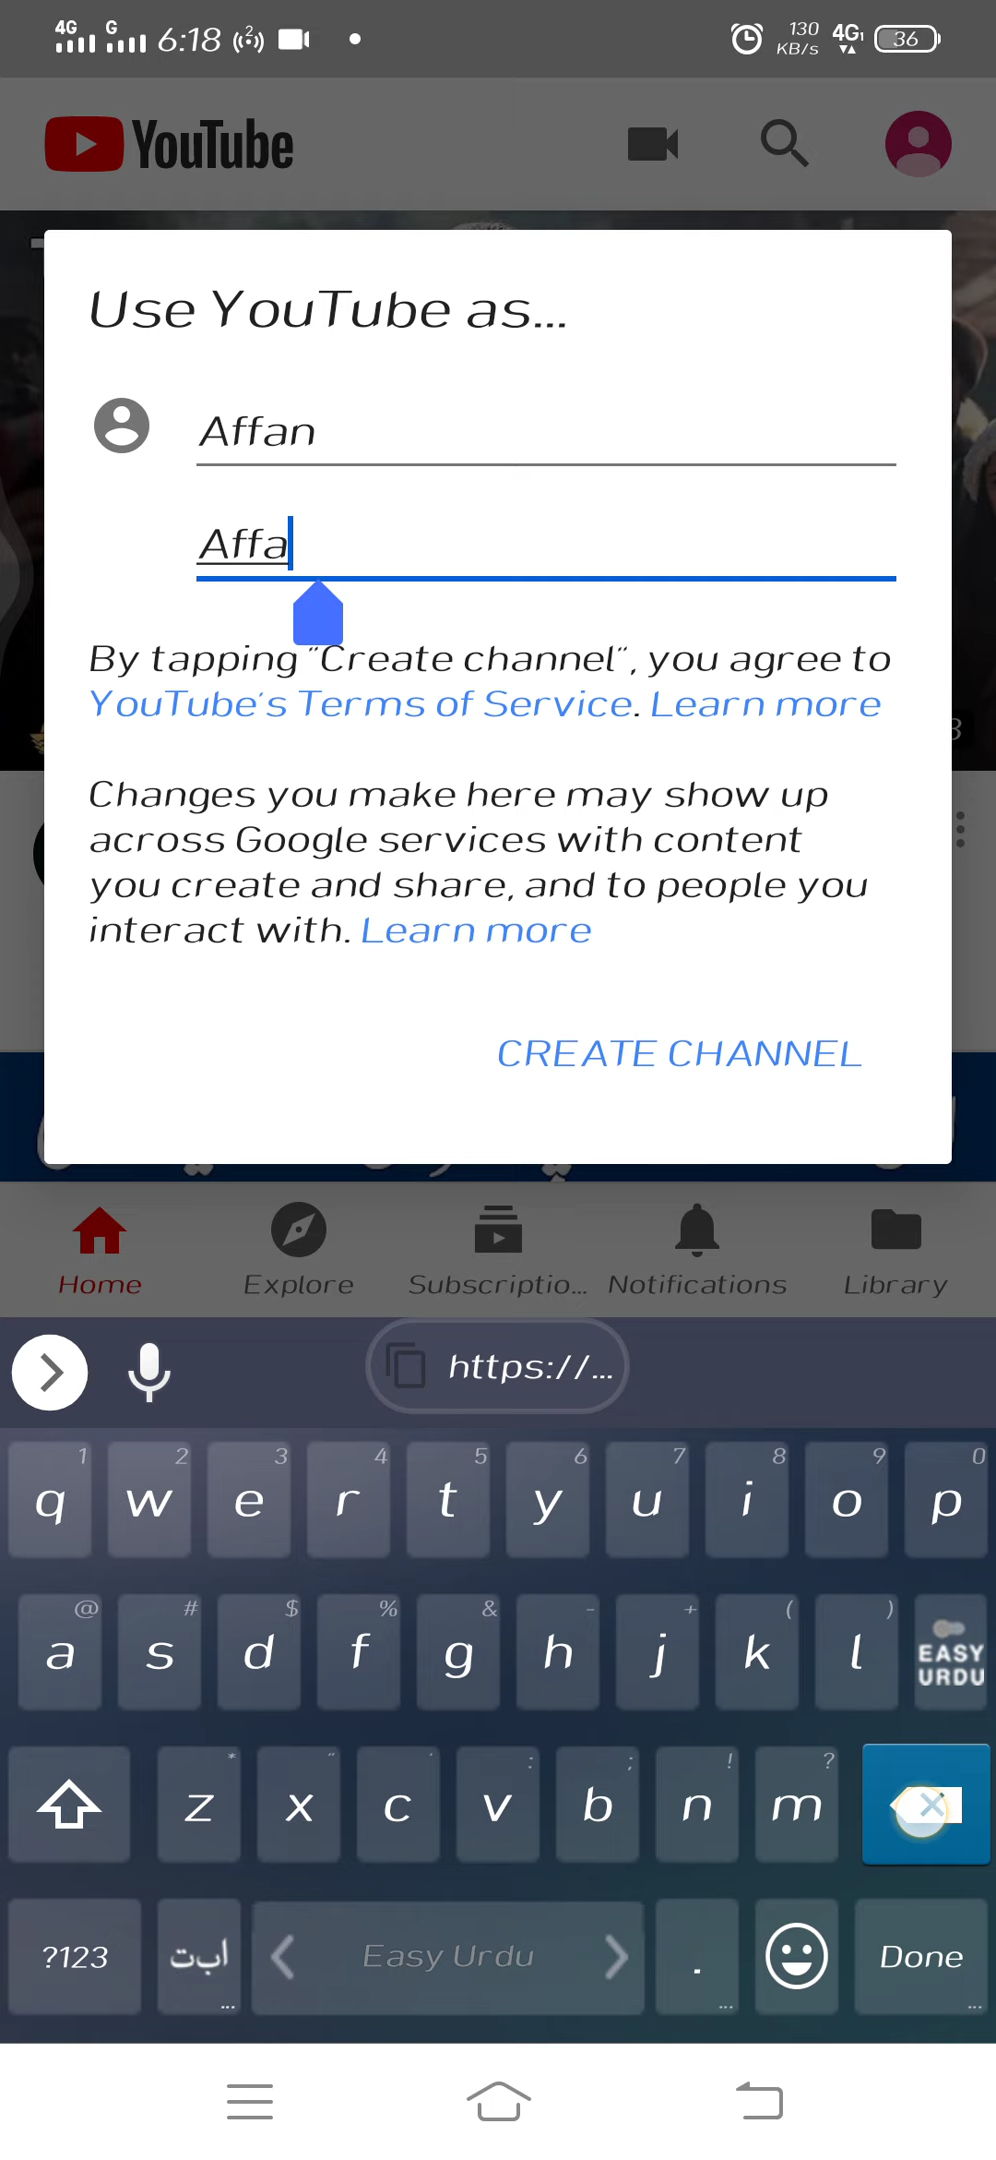 4G G 6:18 2 130 KB/s 4G1 36
YouTube
Use YouTube as...
Affan
Affa
By tapping "Create channel", you agree to
YouTube's Terms of Service. Learn more
Changes you make here may show up
across Google services with content
you create and share, and to people you
interact with. Learn more
CREATE CHANNEL
Home Explore Subscriptio... Notifications Library
https://...
1 2 3 4 5 6 7 8 9 0
q w e r t y u i o p
@ # $ % & - + ( )
a s d f g h j k l EASY URDU
* " ' : ; ! ?
z x c v b n m
?123 اب‌ت ... Easy Urdu . ... Done ...